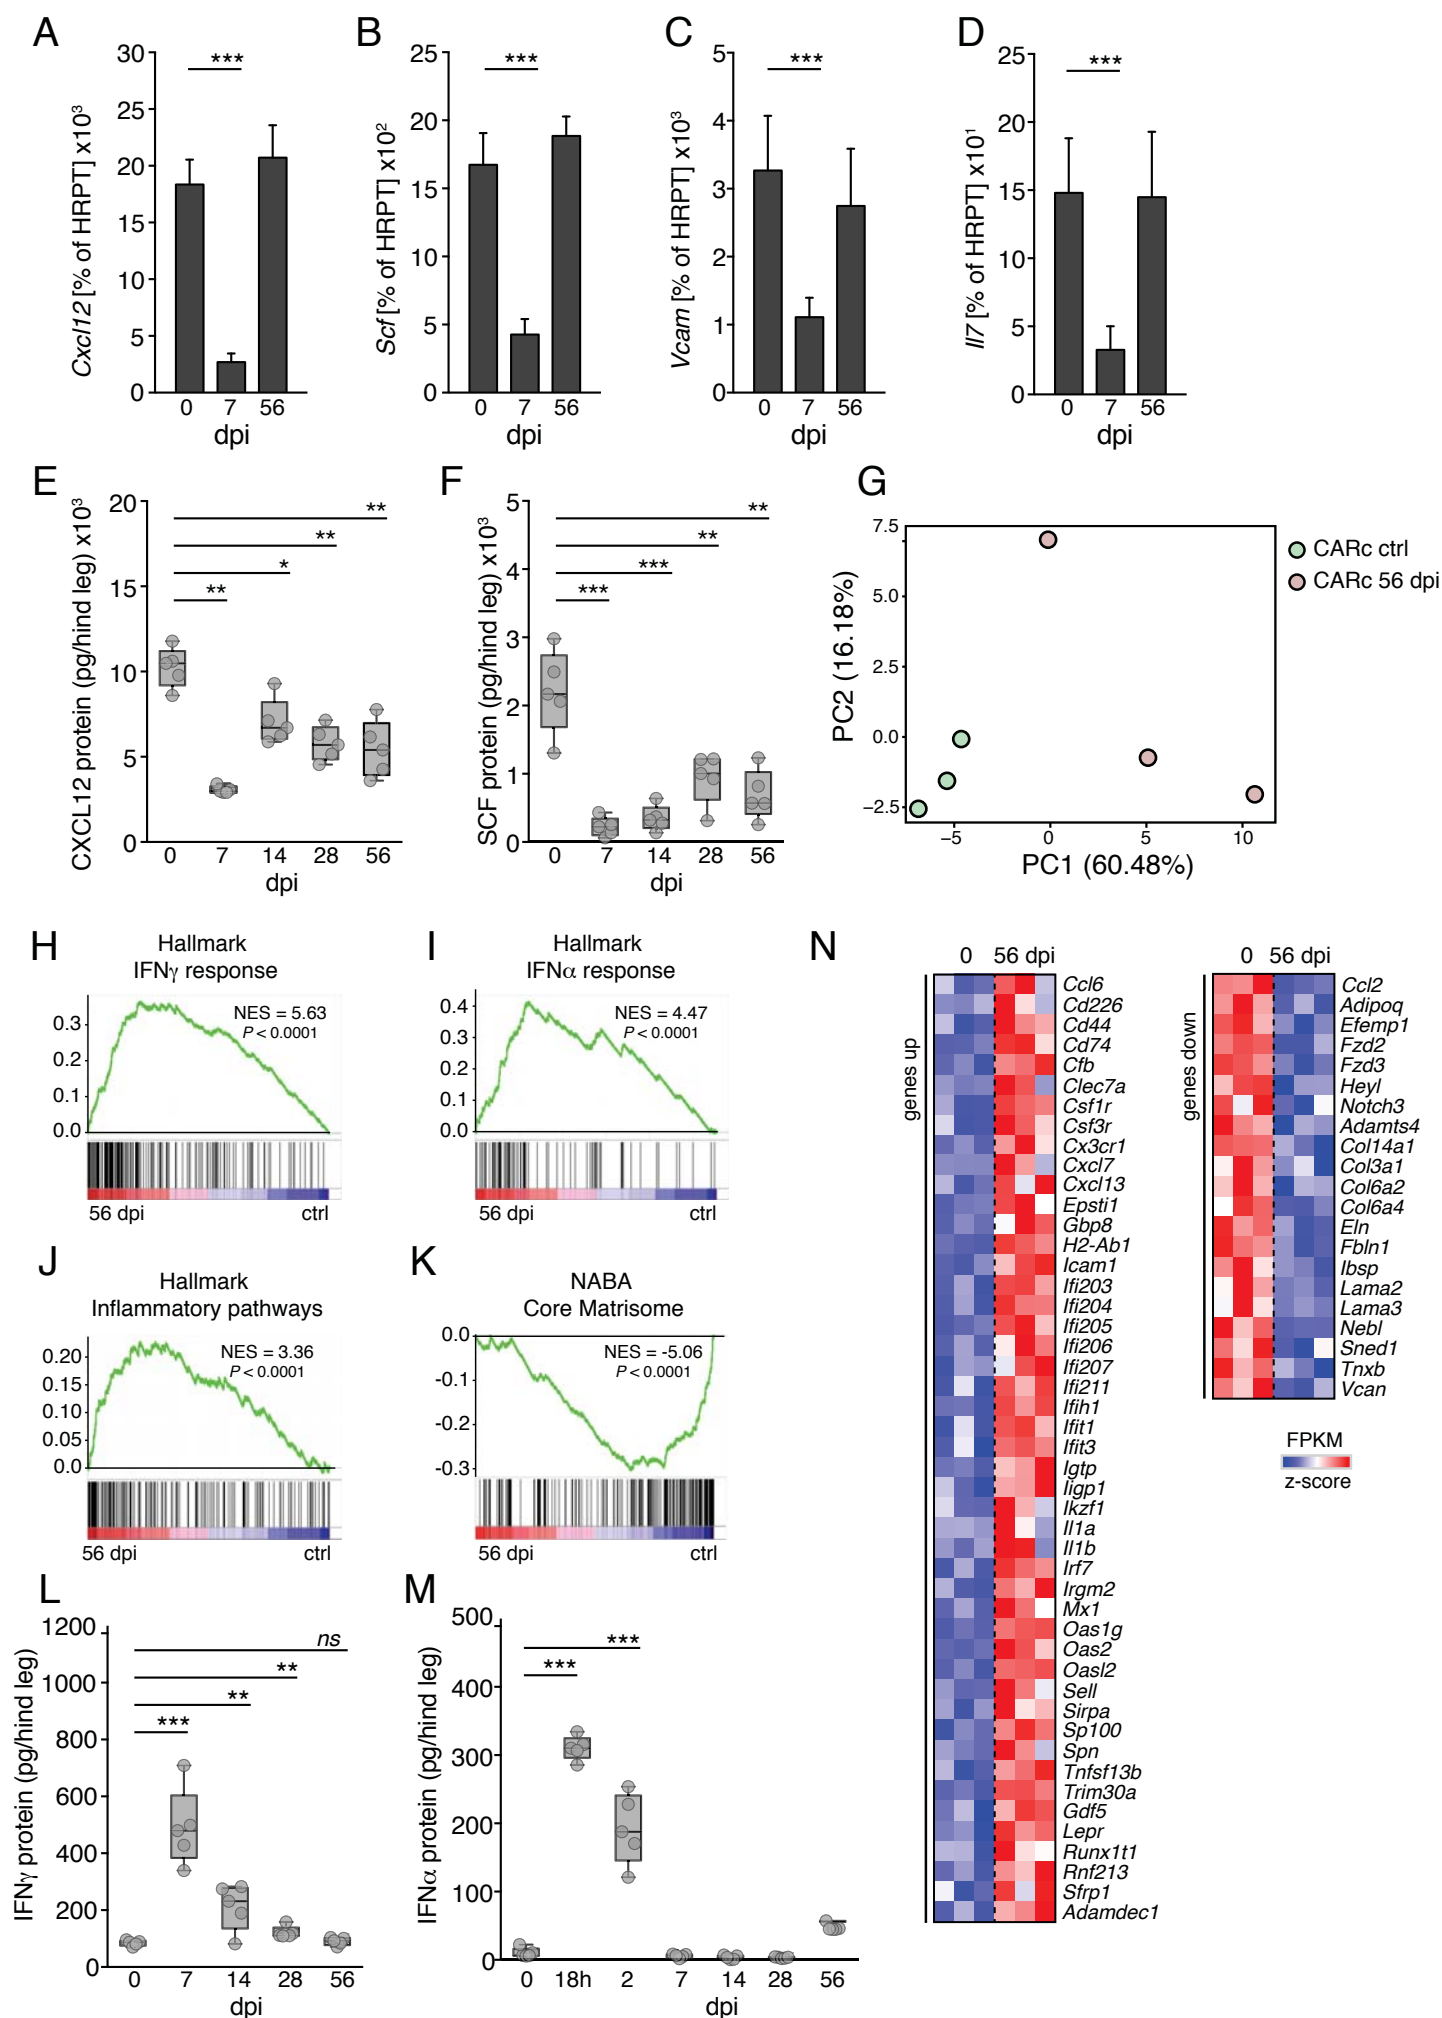 A
B
C
D
Cxcl12 [% of HRPT] x10³
30
25
20
15
10
5
0
***
0 7 56
dpi
Scf [% of HRPT] x10²
25
20
15
10
5
0
***
0 7 56
dpi
Vcam [% of HRPT] x10³
5
4
3
2
1
0
***
0 7 56
dpi
Il7 [% of HRPT] x10¹
25
20
15
10
5
0
***
0 7 56
dpi
E
CXCL12 protein (pg/hind leg) x10³
20
15
10
5
0
**
**
*
**
0 7 14 28 56
dpi
F
SCF protein (pg/hind leg) x10³
5
4
3
2
1
0
**
**
***
***
0 7 14 28 56
dpi
G
PC2 (16.18%)
7.5
5.0
2.5
0.0
−2.5
−5 0 5 10
PC1 (60.48%)
CARc ctrl
CARc 56 dpi
H
Hallmark
IFNγ response
NES = 5.63
P < 0.0001
0.3
0.2
0.1
0.0
56 dpi ctrl
I
Hallmark
IFNα response
NES = 4.47
P < 0.0001
0.4
0.3
0.2
0.1
0.0
56 dpi ctrl
J
Hallmark
Inflammatory pathways
NES = 3.36
P < 0.0001
0.20
0.15
0.10
0.05
0.0
56 dpi ctrl
K
NABA
Core Matrisome
NES = -5.06
P < 0.0001
0.0
-0.1
-0.2
-0.3
56 dpi ctrl
L
IFNγ protein (pg/hind leg)
1200
1000
800
600
400
200
0
ns
**
**
***
0 7 14 28 56
dpi
M
IFNα protein (pg/hind leg)
500
400
300
200
100
0
***
***
0 18h 2 7 14 28 56
dpi
N
0 56 dpi
genes up
Ccl6
Cd226
Cd44
Cd74
Cfb
Clec7a
Csf1r
Csf3r
Cx3cr1
Cxcl7
Cxcl13
Epsti1
Gbp8
H2-Ab1
Icam1
Ifi203
Ifi204
Ifi205
Ifi206
Ifi207
Ifi211
Ifih1
Ifit1
Ifit3
Igtp
Iigp1
Ikzf1
Il1a
Il1b
Irf7
Irgm2
Mx1
Oas1g
Oas2
Oasl2
Sell
Sirpa
Sp100
Spn
Tnfsf13b
Trim30a
Gdf5
Lepr
Runx1t1
Rnf213
Sfrp1
Adamdec1
0 56 dpi
genes down
Ccl2
Adipoq
Efemp1
Fzd2
Fzd3
Heyl
Notch3
Adamts4
Col14a1
Col3a1
Col6a2
Col6a4
Eln
Fbln1
Ibsp
Lama2
Lama3
Nebl
Sned1
Tnxb
Vcan
FPKM
z-score